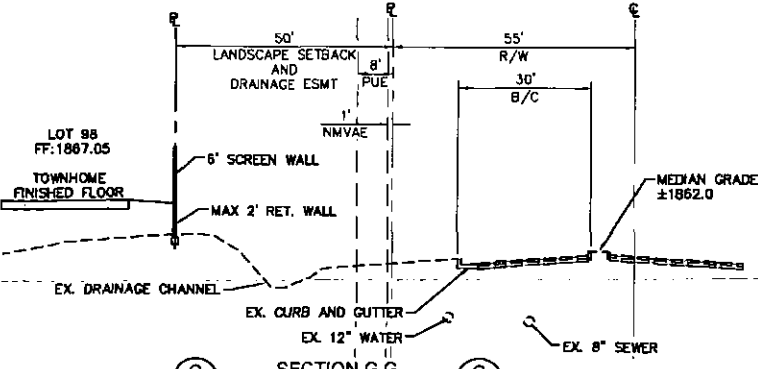 PL
PL
CL
50'
LANDSCAPE SETBACK
AND
DRAINAGE ESMT
8'
PUE
55'
R/W
30'
B/C
1'
NMVAE
LOT 98
FF:1867.05
TOWNHOME
FINISHED FLOOR
6' SCREEN WALL
MAX 2' RET. WALL
MEDIAN GRADE
±1862.0
EX. DRAINAGE CHANNEL
EX. CURB AND GUTTER
EX. 12" WATER
EX. 8" SEWER
SECTION G-G